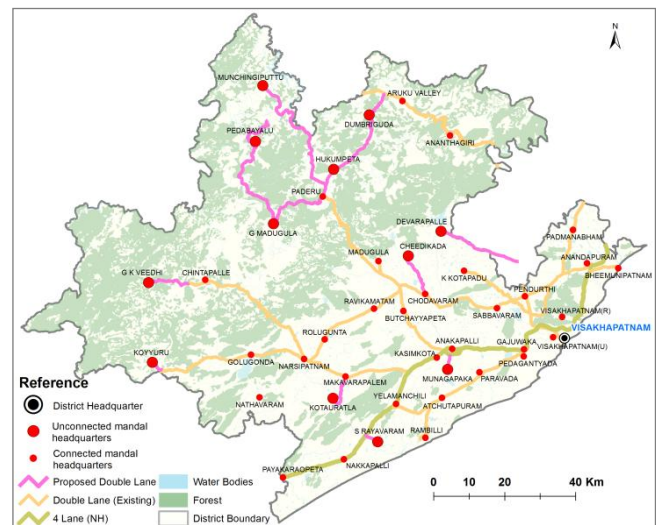 N
MUNCHINGIPUTTU
ARUKU VALLEY
DUMBRIGUDA
PEDABAYALU
ANANTHAGIRI
HUKUMPETA
PADERU
G MADUGULA
DEVARAPALLE
PADMANABHAM
CHEEDIKADA
MADUGULA
ANANDAPURAM
BHEEMUNIPATNAM
K KOTAPADU
G K VEEDHI
CHINTAPALLE
PENDURTHI
CHODAVARAM
RAVIKAMATAM
BUTCHAYYAPETA
SABBAVARAM
VISAKHAPATNAM(R)
VISAKHAPATNAM
ROLUGUNTA
ANAKAPALLI
GAJUWAKA
VISAKHAPATNAM(U)
KASIMKOTA
KOYYURU
GOLUGONDA
NARSIPATNAM
PEDAGANTYADA
MUNAGAPAKA
PARAVADA
MAKAVARAPALEM
NATHAVARAM
KOTAURATLA
YELAMANCHILI
ATCHUTAPURAM
S RAYAVARAM
RAMBILLI
PAYAKARAOPETA
NAKKAPALLI
Reference
District Headquarter
Unconnected mandal
headquarters
Connected mandal
headquarters
Proposed Double Lane
Double Lane (Existing)
4 Lane (NH)
Water Bodies
Forest
District Boundary
0 10 20 40 Km